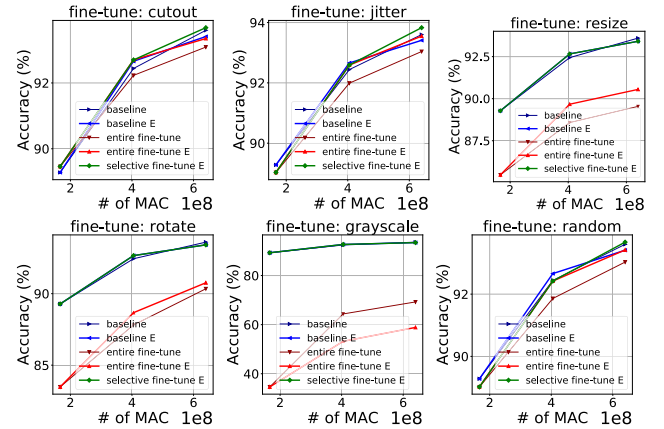 fine-tune: cutout
Accuracy (%)
92
90
baseline
baseline E
entire fine-tune
entire fine-tune E
selective fine-tune E
2
4
6
# of MAC
1e8
fine-tune: jitter
Accuracy (%)
94
92
90
baseline
baseline E
entire fine-tune
entire fine-tune E
selective fine-tune E
2
4
6
# of MAC
1e8
fine-tune: resize
Accuracy (%)
92.5
90.0
87.5
baseline
baseline E
entire fine-tune
entire fine-tune E
selective fine-tune E
2
4
6
# of MAC
1e8
fine-tune: rotate
Accuracy (%)
90
85
baseline
baseline E
entire fine-tune
entire fine-tune E
selective fine-tune E
2
4
6
# of MAC
1e8
fine-tune: grayscale
Accuracy (%)
80
60
40
baseline
baseline E
entire fine-tune
entire fine-tune E
selective fine-tune E
2
4
6
# of MAC
1e8
fine-tune: random
Accuracy (%)
92
90
baseline
baseline E
entire fine-tune
entire fine-tune E
selective fine-tune E
2
4
6
# of MAC
1e8